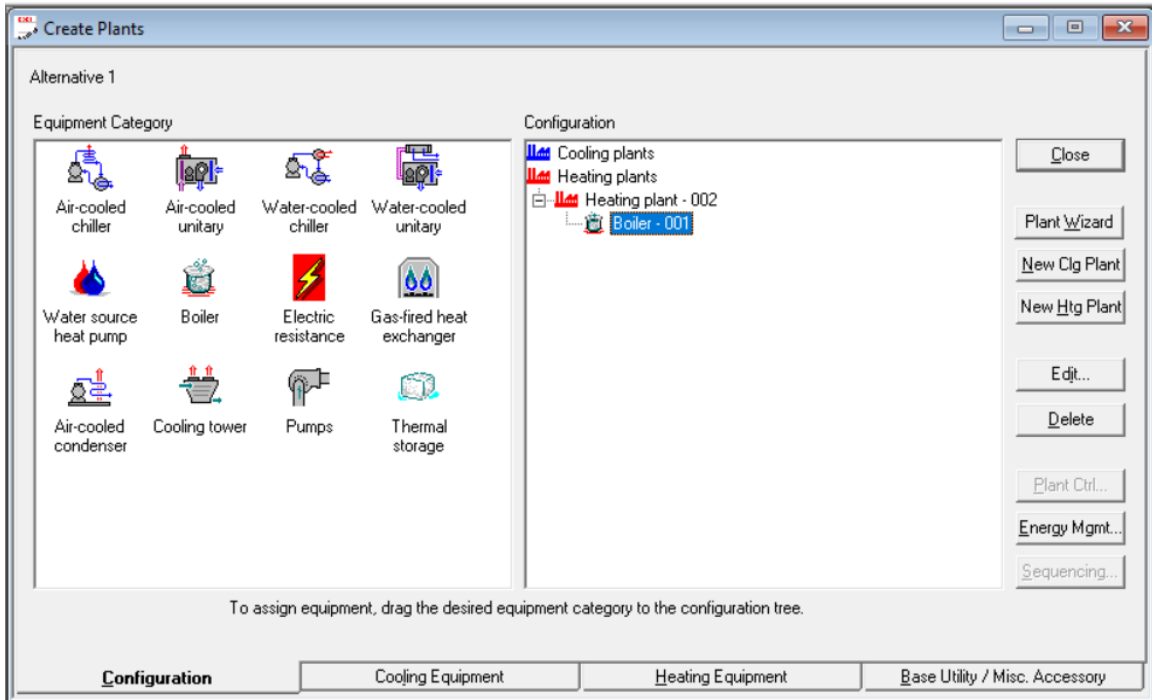 Create Plants
Alternative 1
Equipment Category
Configuration
Air-cooled
chiller
Air-cooled
unitary
Water-cooled
chiller
Water-cooled
unitary
Water source
heat pump
Boiler
Electric
resistance
Gas-fired heat
exchanger
Air-cooled
condenser
Cooling tower
Pumps
Thermal
storage
Cooling plants
Heating plants
Heating plant - 002
Boiler - 001
Close
Plant Wizard
New Clg Plant
New Htg Plant
Edit...
Delete
Plant Ctrl...
Energy Mgmt...
Sequencing...
To assign equipment, drag the desired equipment category to the configuration tree.
Configuration
Cooling Equipment
Heating Equipment
Base Utility / Misc. Accessory